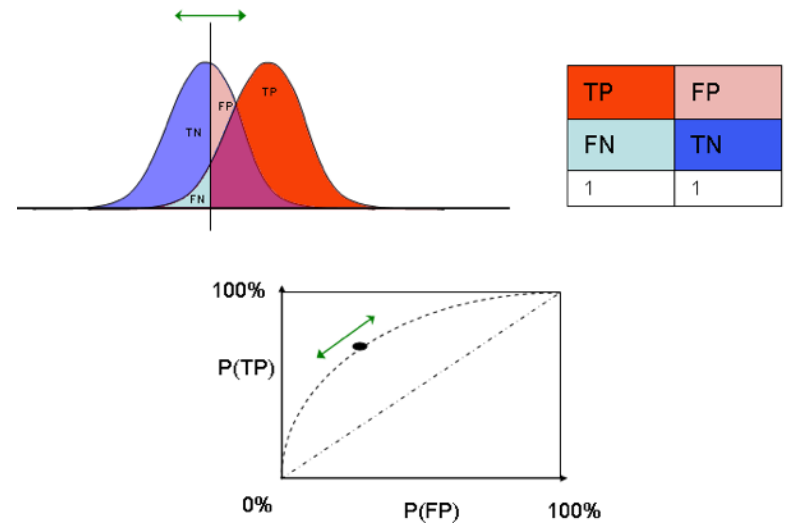 TP
FP
TN
FN
TP FP
FN TN
1 1
100%
P(TP)
0% P(FP) 100%